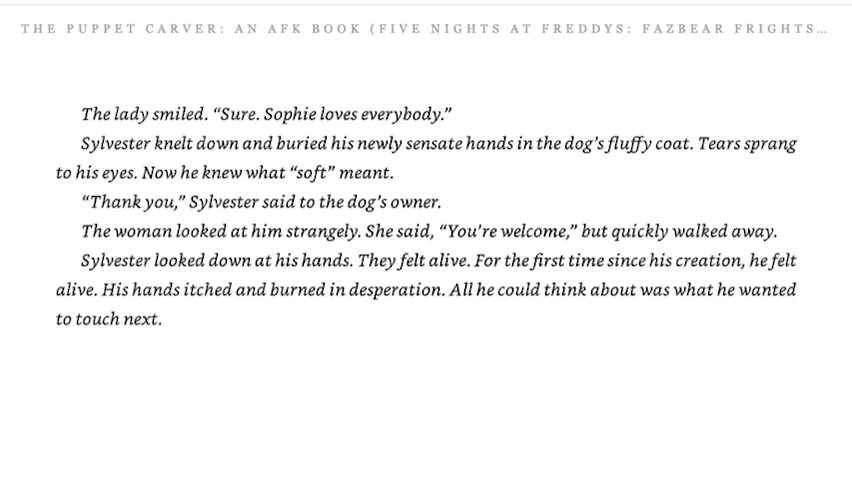 THE PUPPET CARVER: AN AFK BOOK (FIVE NIGHTS AT FREDDYS: FAZBEAR FRIGHTS…
The lady smiled. “Sure. Sophie loves everybody.”
Sylvester knelt down and buried his newly sensate hands in the dog’s fluffy coat. Tears sprang
to his eyes. Now he knew what “soft” meant.
“Thank you,” Sylvester said to the dog’s owner.
The woman looked at him strangely. She said, “You’re welcome,” but quickly walked away.
Sylvester looked down at his hands. They felt alive. For the first time since his creation, he felt
alive. His hands itched and burned in desperation. All he could think about was what he wanted
to touch next.